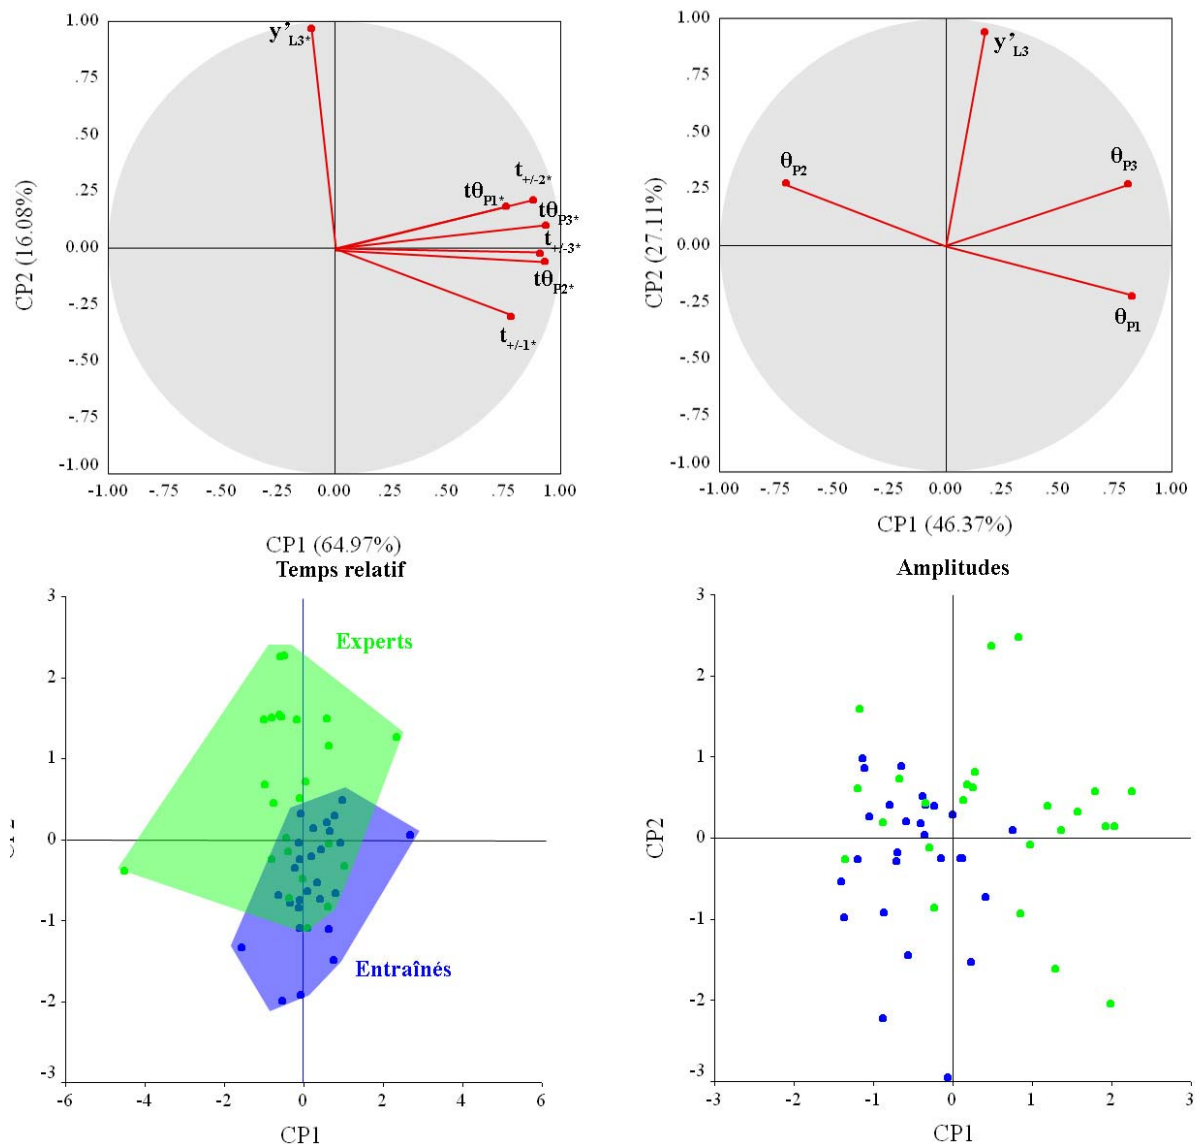 1.00
y'L3*
.75
.50
.25
0.00
-.25
-.50
-.75
-1.00
CP2 (16.08%)
tθP1*
t+/-2*
tθP3*
t+/-3*
tθP2*
t+/-1*
-1.00 -.75 -.50 -.25 0.00 .25 .50 .75 1.00
CP1 (64.97%)
1.00
y'L3
.75
.50
.25
0.00
-.25
-.50
-.75
-1.00
CP2 (27.11%)
θP2
θP3
θP1
-1.00 -.75 -.50 -.25 0.00 .25 .50 .75 1.00
CP1 (46.37%)
Temps relatif
3
2
1
0
-1
-2
-3
Experts
Entraînés
-6 -4 -2 0 2 4 6
CP1
Amplitudes
3
2
1
0
-1
-2
-3
CP2
-3 -2 -1 0 1 2 3
CP1